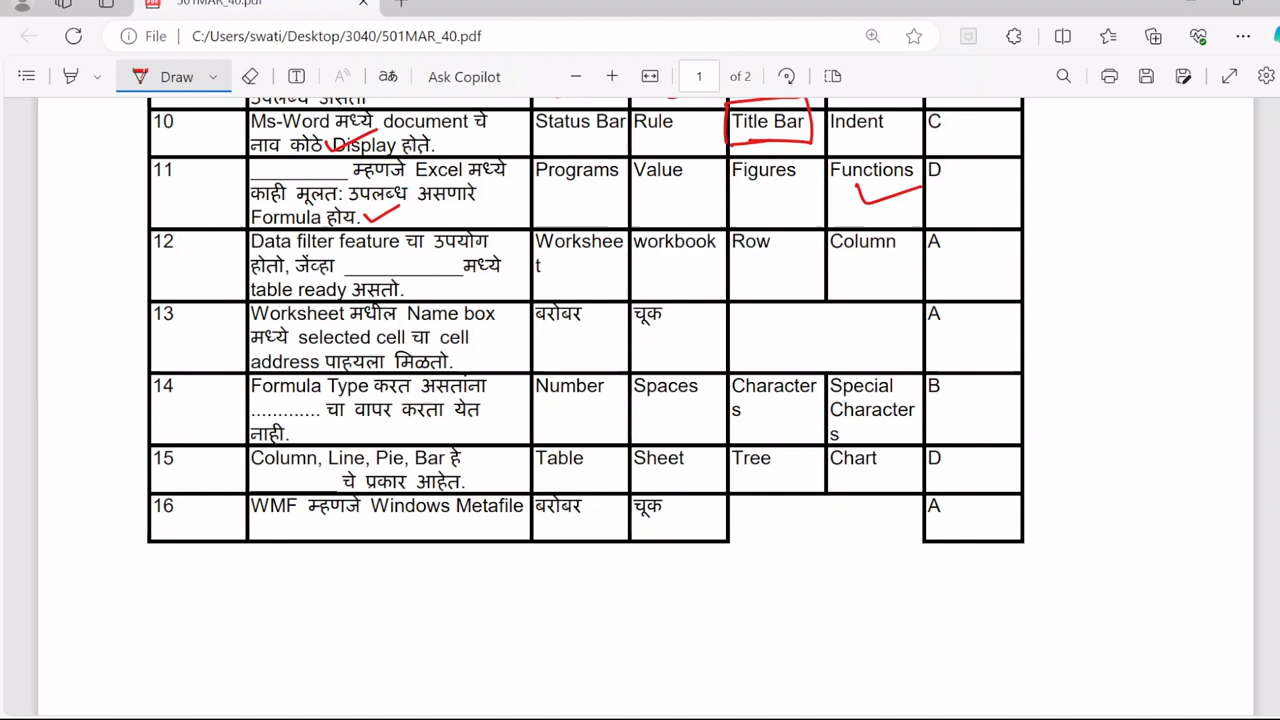 501MAR_40.pdf
File C:/Users/swati/Desktop/3040/501MAR_40.pdf
Draw Ask Copilot 1 of 2
उपलब्ध असतो
10 Ms-Word मध्ये document चे Status Bar Rule Title Bar Indent C
नाव कोठे Display होते.
11 _________ म्हणजे Excel मध्ये Programs Value Figures Functions D
काही मूलत: उपलब्ध असणारे
Formula होय.
12 Data filter feature चा उपयोग Workshee workbook Row Column A
होतो, जेंव्हा ___________मध्ये t
table ready असतो.
13 Worksheet मधील Name box बरोबर चूक A
मध्ये selected cell चा cell
address पाहयला मिळतो.
14 Formula Type करत असतांना Number Spaces Character Special B
............. चा वापर करता येत s Character
नाही. s
15 Column, Line, Pie, Bar हे Table Sheet Tree Chart D
________ चे प्रकार आहेत.
16 WMF म्हणजे Windows Metafile बरोबर चूक A